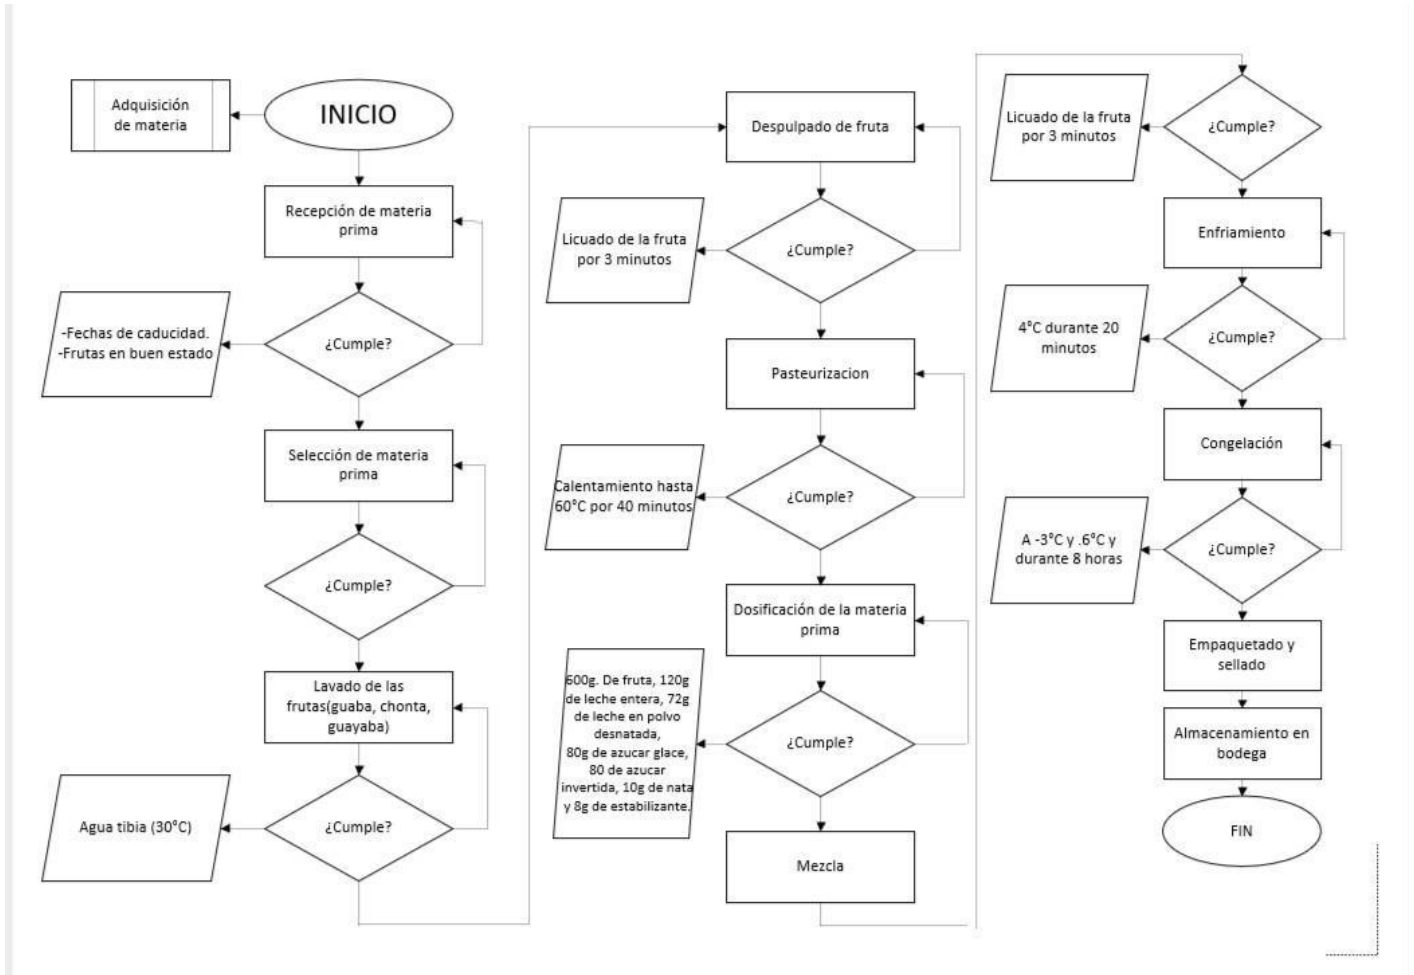 Adquisición
de materia
INICIO
Recepción de materia
prima
¿Cumple?
-Fechas de caducidad.
-Frutas en buen estado
Selección de materia
prima
¿Cumple?
Lavado de las
frutas(guaba, chonta,
guayaba)
¿Cumple?
Agua tibia (30°C)
Despulpado de fruta
¿Cumple?
Licuado de la fruta
por 3 minutos
Pasteurizacion
¿Cumple?
Calentamiento hasta
60°C por 40 minutos
Dosificación de la materia
prima
¿Cumple?
600g. De fruta, 120g
de leche entera, 72g
de leche en polvo
desnatada,
80g de azucar glace,
80 de azucar
invertida, 10g de nata
y 8g de estabilizante.
Mezcla
¿Cumple?
Licuado de la fruta
por 3 minutos
Enfriamiento
¿Cumple?
4°C durante 20
minutos
Congelación
¿Cumple?
A -3°C y .6°C y
durante 8 horas
Empaquetado y
sellado
Almacenamiento en
bodega
FIN